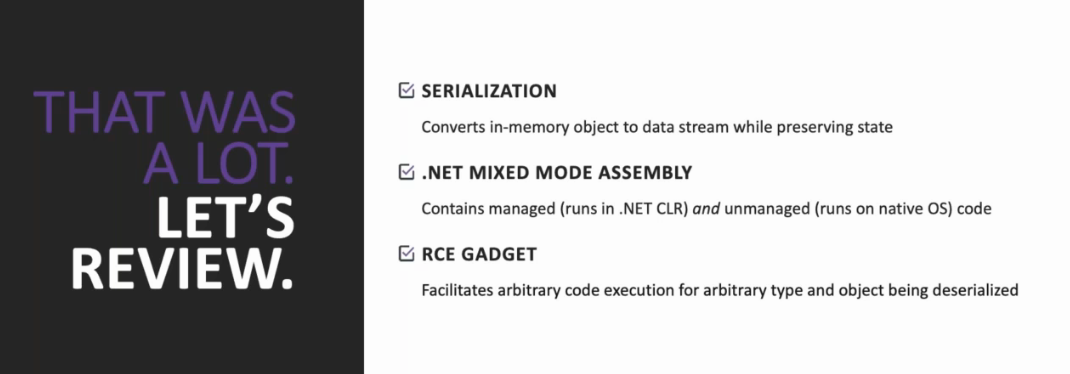 THAT WAS
A LOT.
LET'S
REVIEW.
SERIALIZATION
Converts in-memory object to data stream while preserving state
.NET MIXED MODE ASSEMBLY
Contains managed (runs in .NET CLR) and unmanaged (runs on native OS) code
RCE GADGET
Facilitates arbitrary code execution for arbitrary type and object being deserialized